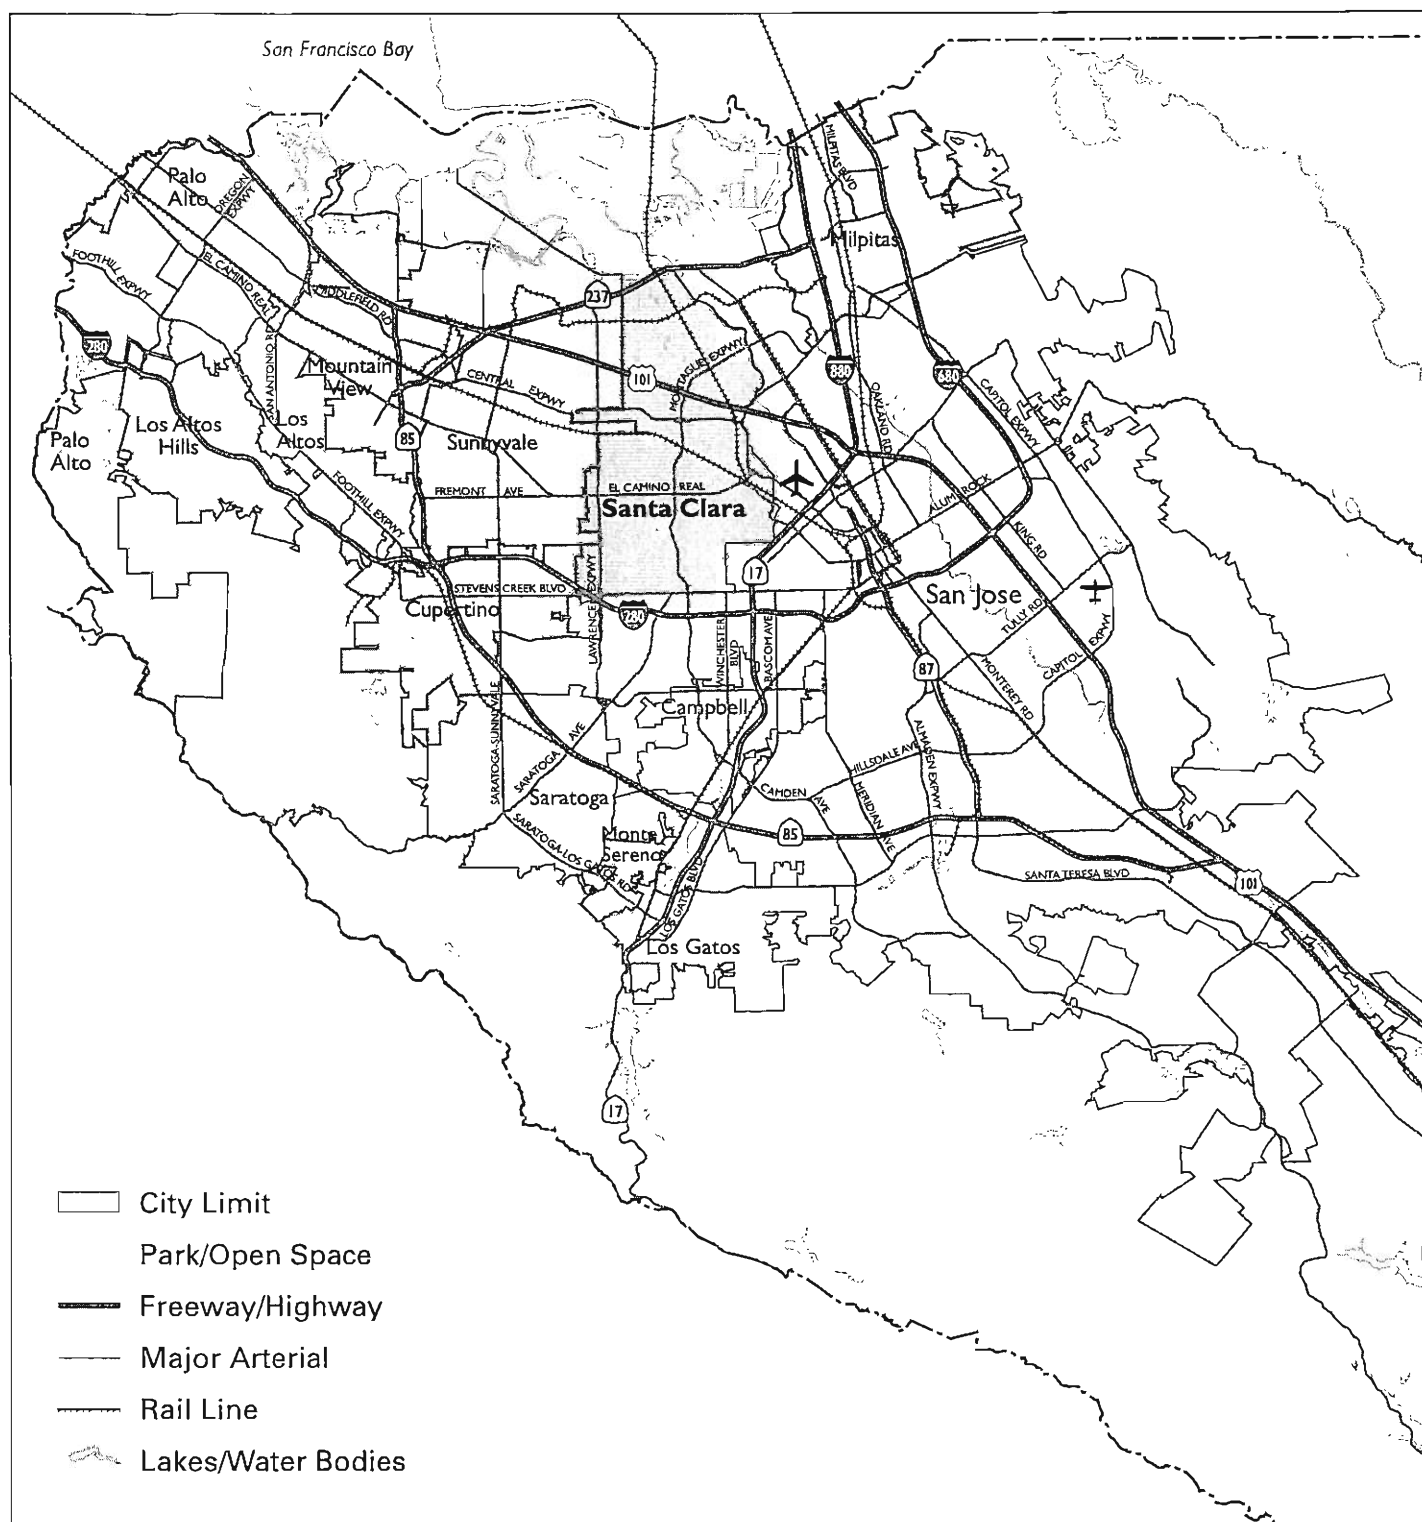 San Francisco Bay
Palo
Alto
OREGON
EXPWY
MILPITAS BLVD
Milpitas
FOOTHILL EXPWY
EL CAMINO REAL
MIDDLEFIELD RD
237
280
SAN ANTONIO RD
Mountain
View
101
MONTAGUE EXPWY
880
680
CENTRAL EXPWY
OAKLAND RD
CAPITOL EXPWY
Los Altos
Hills
Los
Altos
85
Sunnyvale
Palo
Alto
FOOTHILL EXPWY
FREMONT AVE
EL CAMINO REAL
Santa Clara
ALUM ROCK
KING RD
17
STEVENS CREEK BLVD
Cupertino
LAWRENCE EXPWY
280
San Jose
TULLY RD
WINCHESTER
BLVD
BASCOM AVE
87
CAPITOL EXPWY
MONTEREY RD
SARATOGA-SUNNYVALE
Campbell
SARATOGA AVE
ALMADEN EXPWY
HILLSDALE AVE
CAMDEN AVE
MERIDIAN AVE
Saratoga
SARATOGA-LOS GATOS RD
Monte
Sereno
85
LOS GATOS BLVD
SANTA TERESA BLVD
101
Los Gatos
17
City Limit
Park/Open Space
Freeway/Highway
Major Arterial
Rail Line
Lakes/Water Bodies